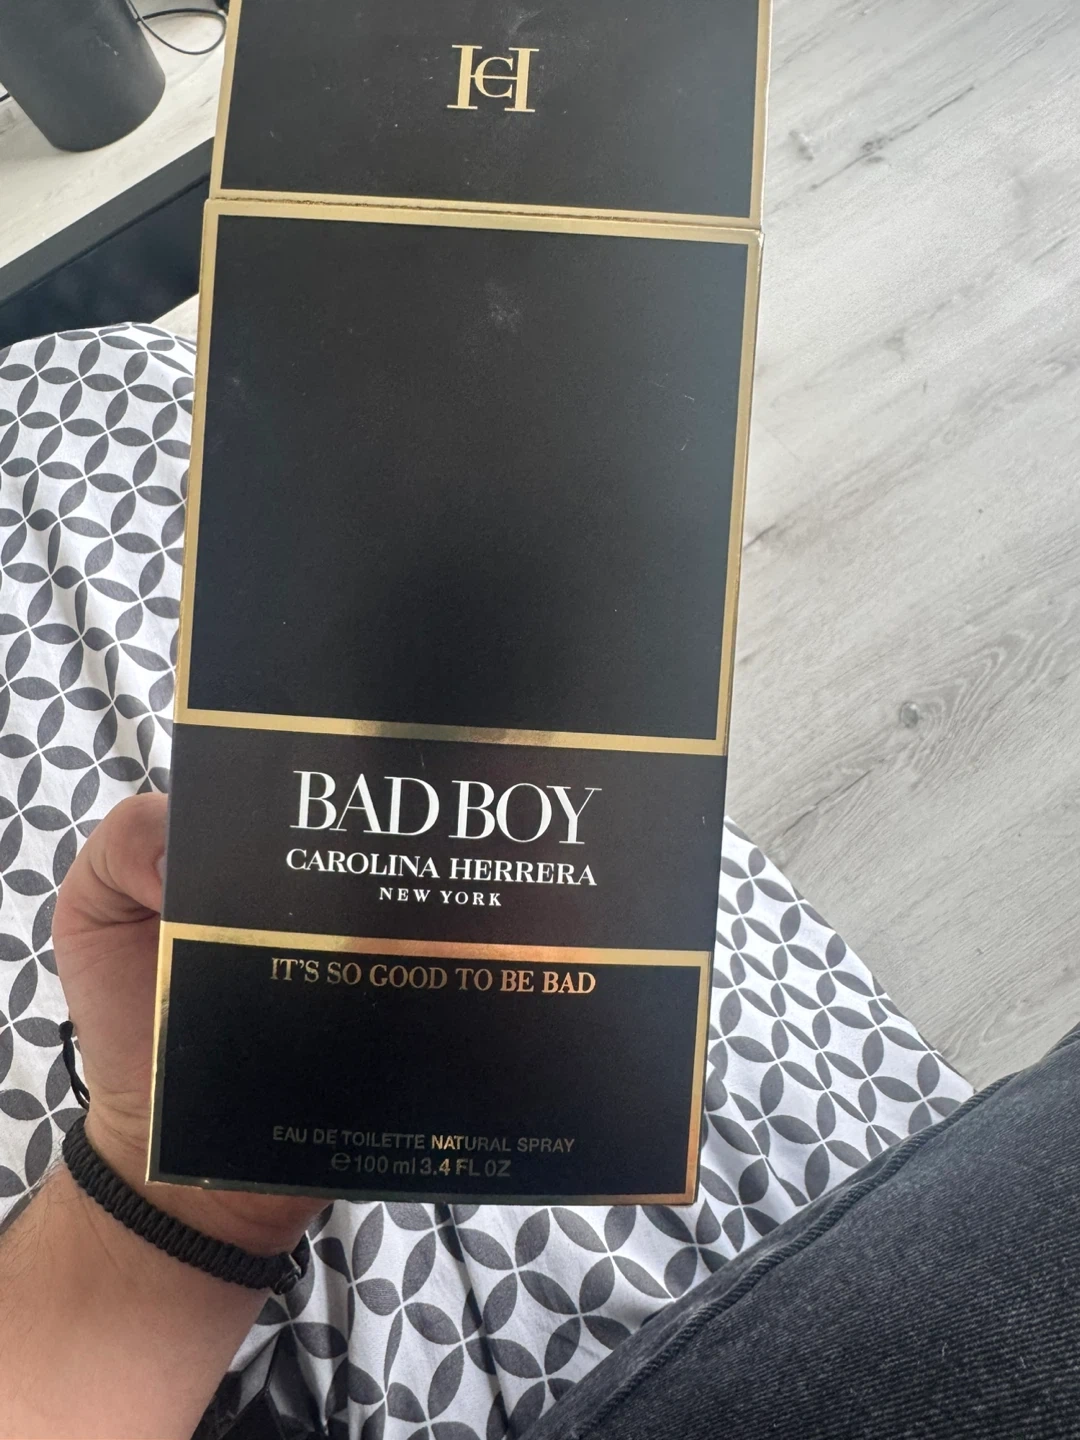 CH
BAD BOY
CAROLINA HERRERA
NEW YORK
IT'S SO GOOD TO BE BAD
EAU DE TOILETTE NATURAL SPRAY
℮100 ml 3.4 FL OZ